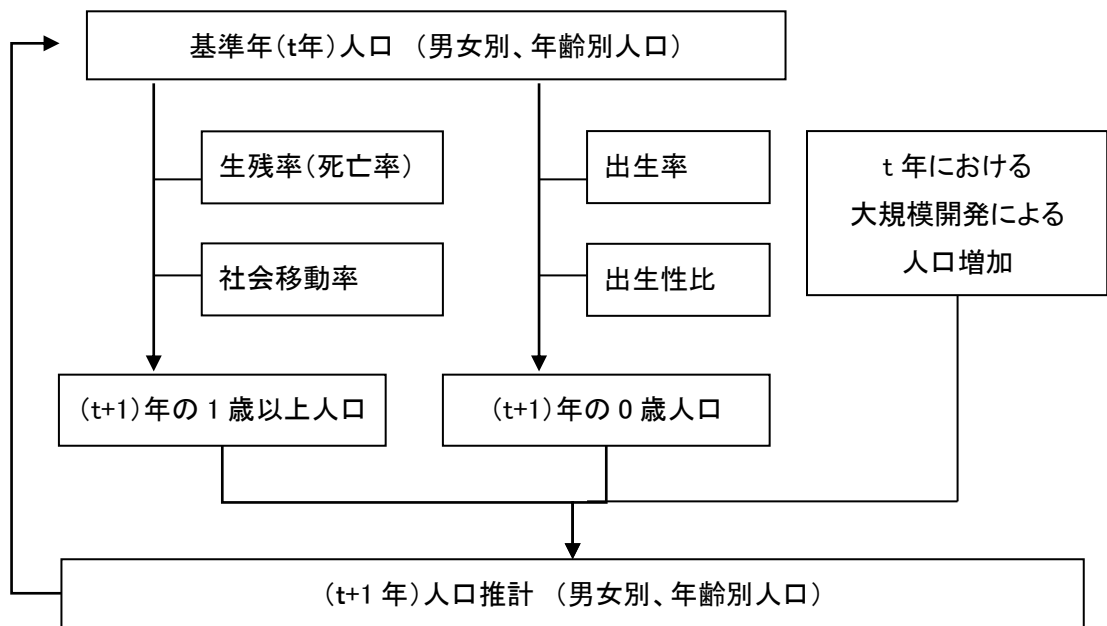 基準年(t年)人口 (男女別、年齢別人口)
生残率(死亡率)
出生率
t 年における
大規模開発による
人口増加
社会移動率
出生性比
(t+1)年の 1 歳以上人口
(t+1)年の 0 歳人口
(t+1 年)人口推計 (男女別、年齢別人口)